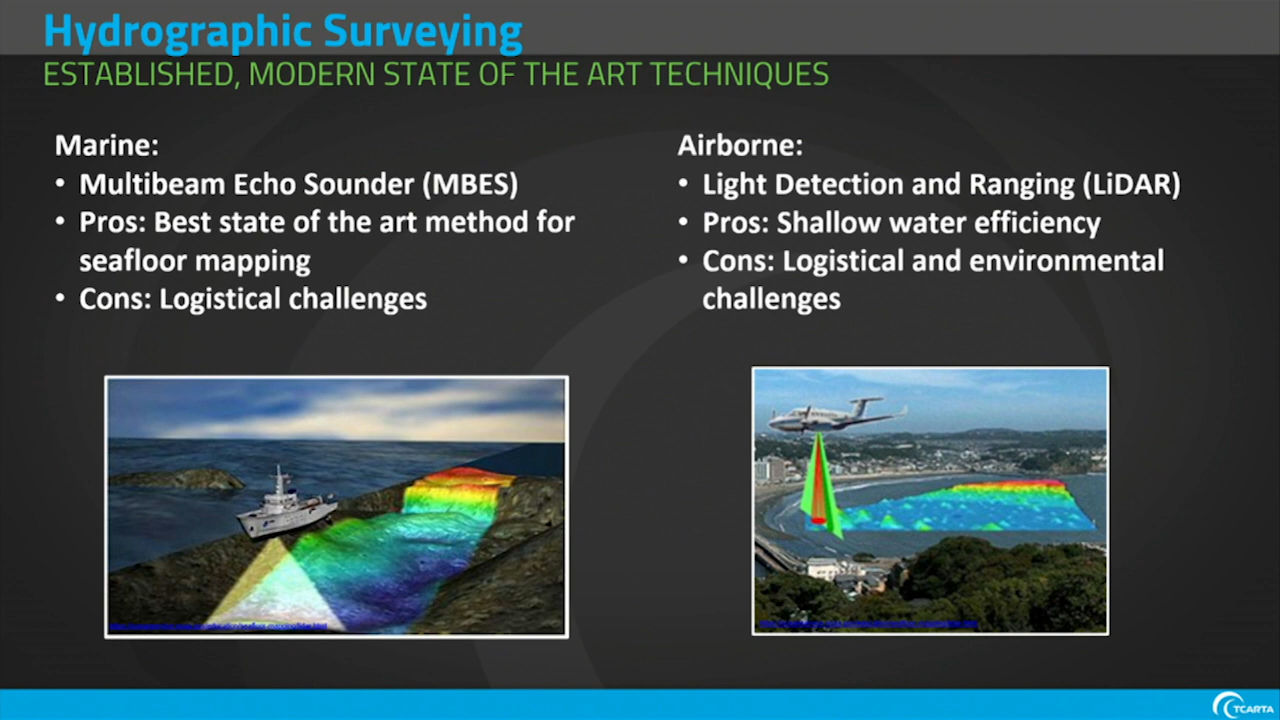 Hydrographic Surveying
ESTABLISHED, MODERN STATE OF THE ART TECHNIQUES
Marine:
• Multibeam Echo Sounder (MBES)
• Pros: Best state of the art method for
seafloor mapping
• Cons: Logistical challenges
Airborne:
• Light Detection and Ranging (LiDAR)
• Pros: Shallow water efficiency
• Cons: Logistical and environmental
challenges
TCARTA